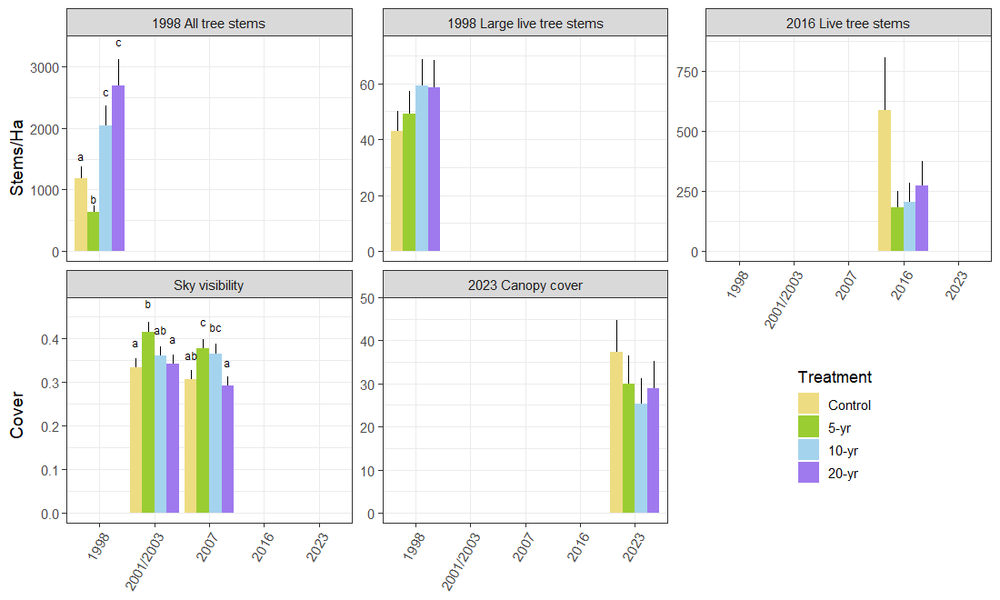 1998 All tree stems
1998 Large live tree stems
2016 Live tree stems
Stems/Ha
3000
2000
1000
0
a
b
c
c
60
40
20
0
750
500
250
0
1998
2001/2003
2007
2016
2023
Sky visibility
2023 Canopy cover
Cover
0.4
0.3
0.2
0.1
0.0
a
b
ab
a
ab
c
bc
a
1998
2001/2003
2007
2016
2023
50
40
30
20
10
0
1998
2001/2003
2007
2016
2023
Treatment
Control
5-yr
10-yr
20-yr